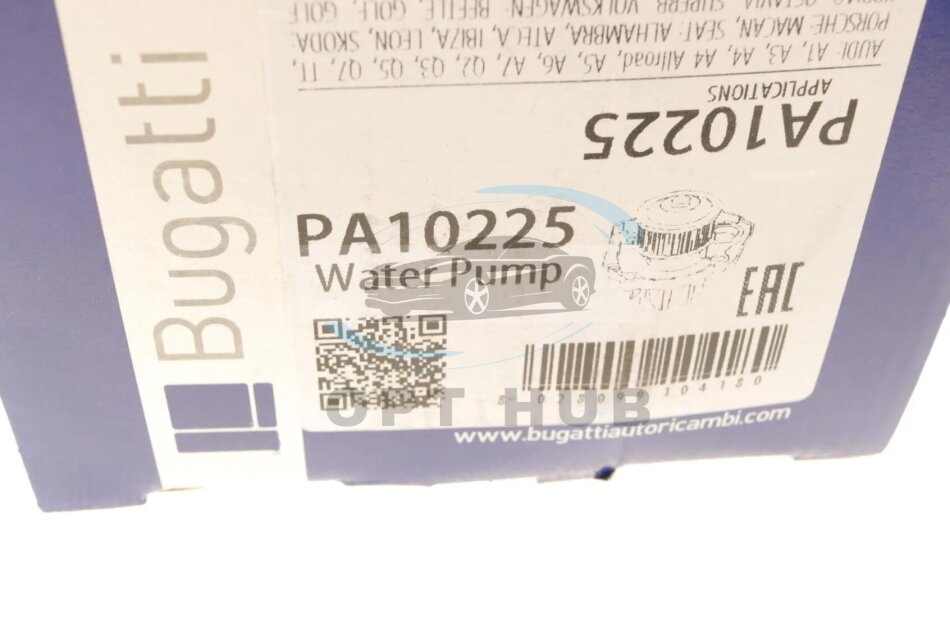 Bugatti
KODIAQ, OCTAVIA, SUPERB, VOLKSWAGEN: BEETLE, GOLF, GOLF
PORSCHE: MACAN, SEAT: ALHAMBRA, ATECA, IBIZA, LEON, SKODA:
AUDI: A1, A3, A4, A4 Allroad, A5, A6, A7, Q2, Q3, Q5, Q7, TT,
APPLICATIONS
PA10225
PA10225
Water Pump
EAC
104180
OPT HUB
www.bugattiautoricambi.com